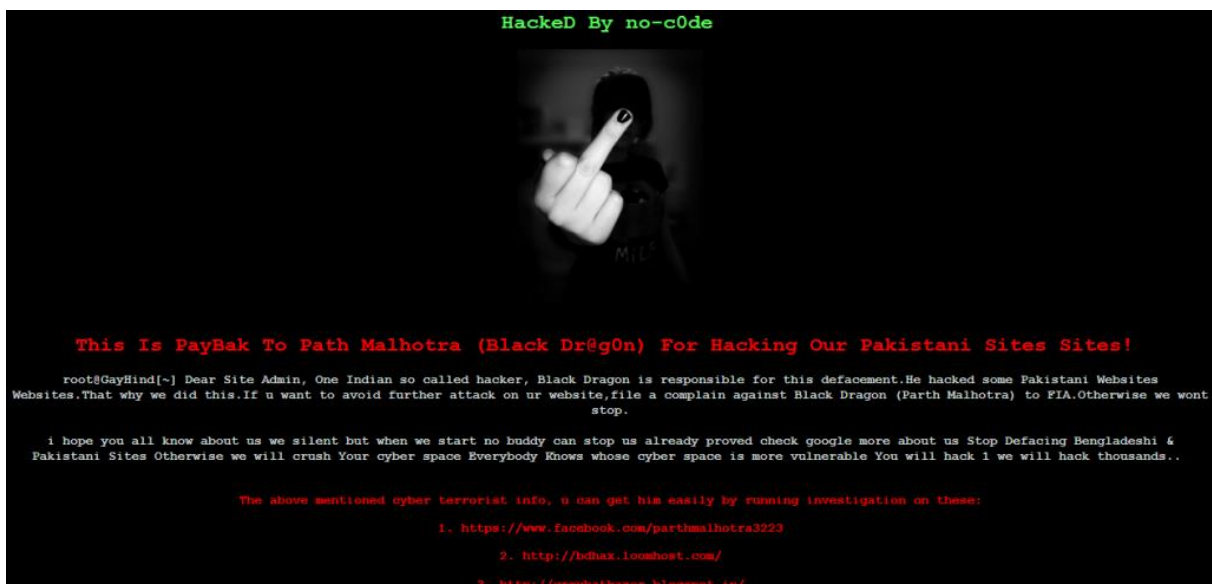 HackeD By no-c0de
MiLF
This Is PayBak To Path Malhotra (Black Dr@g0n) For Hacking Our Pakistani Sites Sites!
root@GayHind[~] Dear Site Admin, One Indian so called hacker, Black Dragon is responsible for this defacement.He hacked some Pakistani Websites
Websites.That why we did this.If u want to avoid further attack on ur website,file a complain against Black Dragon (Parth Malhotra) to FIA.Otherwise we wont
stop.
i hope you all know about us we silent but when we start no buddy can stop us already proved check google more about us Stop Defacing Bengladeshi &
Pakistani Sites Otherwise we will crush Your cyber space Everybody Knows whose cyber space is more vulnerable You will hack 1 we will hack thousands..
The above mentioned cyber terrorist info, u can get him easily by running investigation on these:
1. https://www.facebook.com/parthmalhotra3223
2. http://bdhax.loomhost.com/